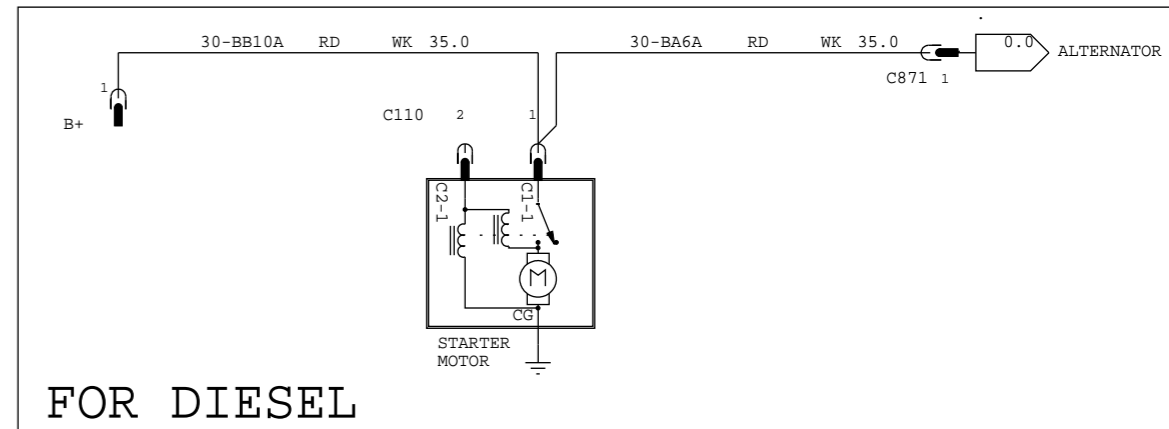 30-BB10A RD WK 35.0
30-BA6A RD WK 35.0
0.0
ALTERNATOR
C871 1
1
B+
C110 2 1
C2-1
C1-1
M
CG
STARTER
MOTOR
FOR DIESEL